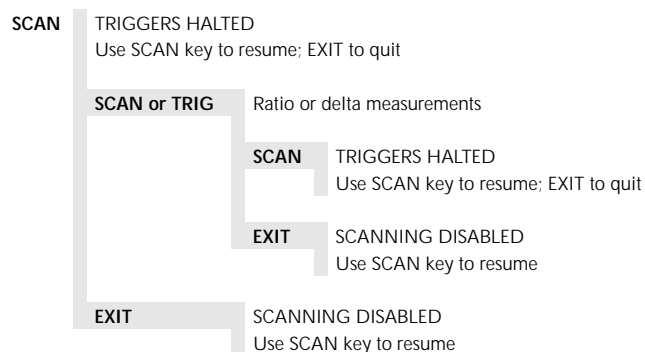 SCAN TRIGGERS HALTED
Use SCAN key to resume; EXIT to quit
SCAN or TRIG Ratio or delta measurements
SCAN TRIGGERS HALTED
Use SCAN key to resume; EXIT to quit
EXIT SCANNING DISABLED
Use SCAN key to resume
EXIT SCANNING DISABLED
Use SCAN key to resume